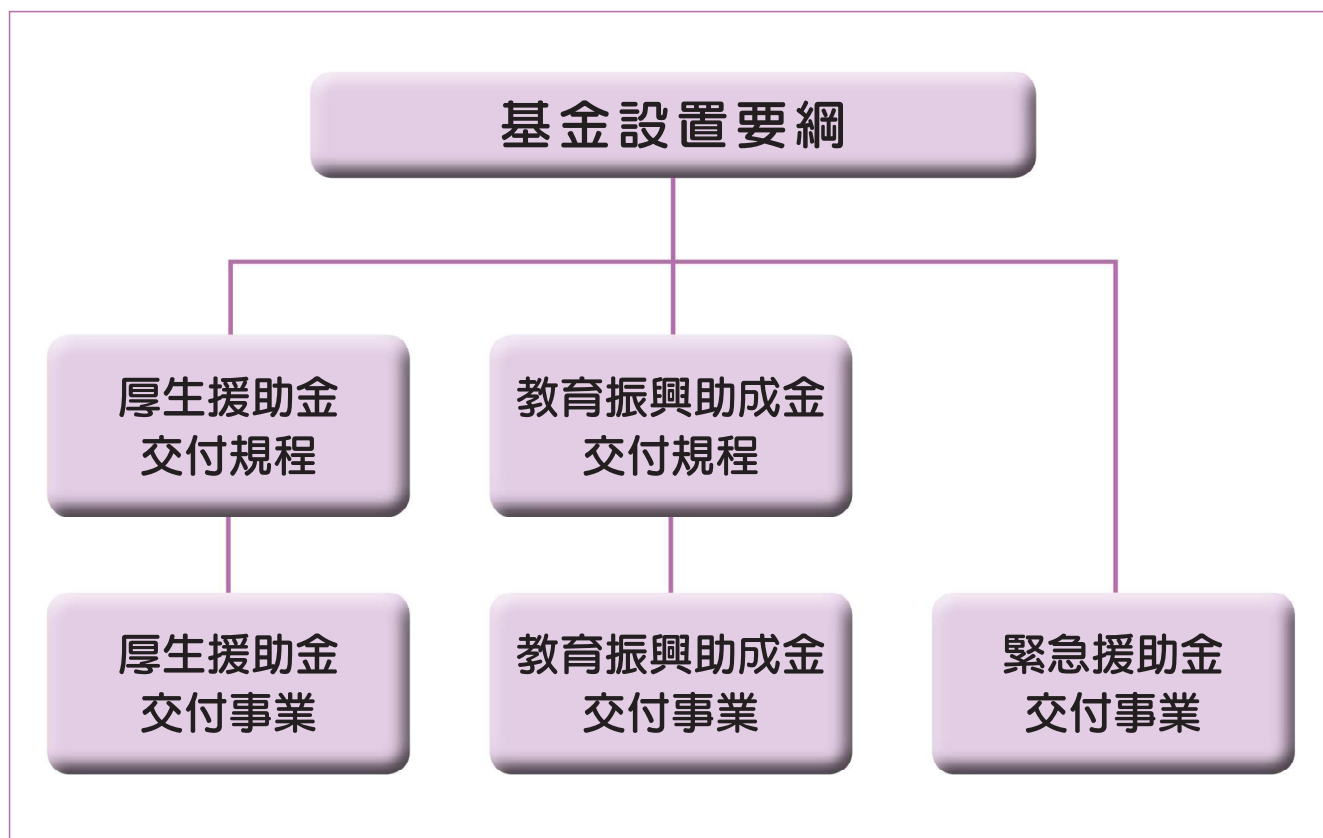 基金設置要綱
厚生援助金
交付規程
教育振興助成金
交付規程
厚生援助金
交付事業
教育振興助成金
交付事業
緊急援助金
交付事業